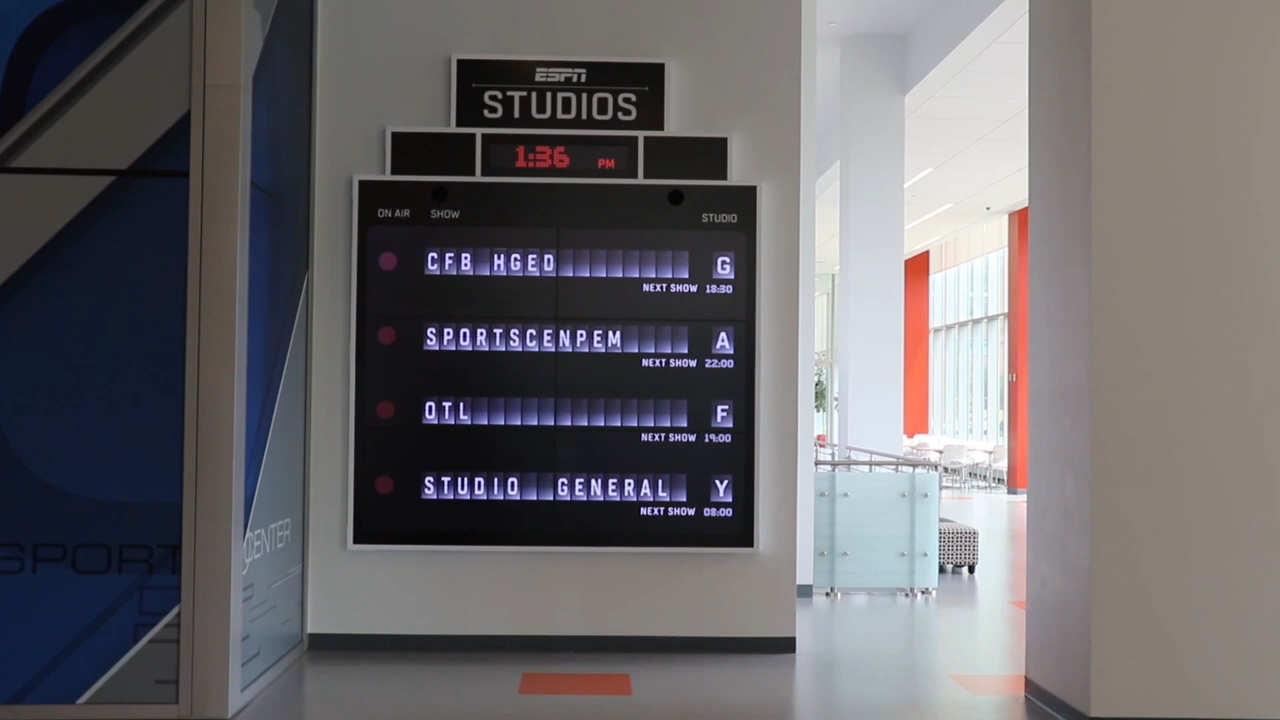 ESPN
STUDIOS
1:36 PM
ON AIR SHOW STUDIO
CFB HGED G
NEXT SHOW 18:30
SPORTSCENPEM A
NEXT SHOW 22:00
OTL F
NEXT SHOW 19:00
STUDIO GENERAL Y
NEXT SHOW 08:00
SPORT
CENTER